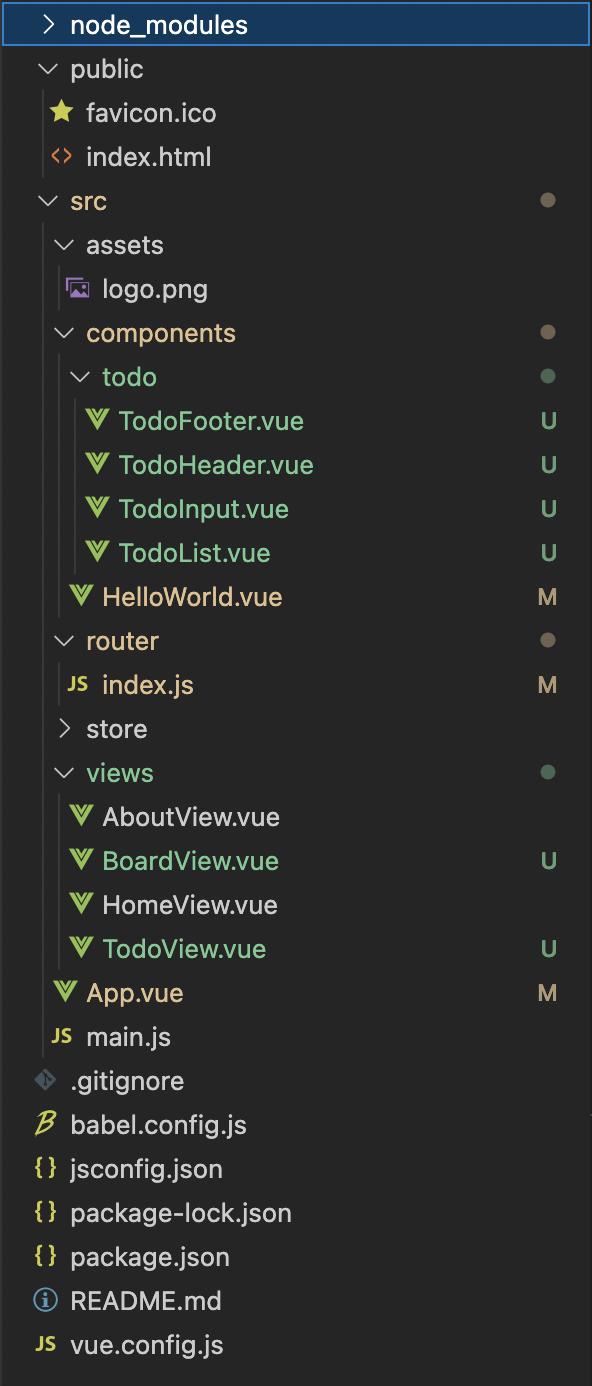 node_modules
public
favicon.ico
index.html
src
assets
logo.png
components
todo
TodoFooter.vue U
TodoHeader.vue U
TodoInput.vue U
TodoList.vue U
HelloWorld.vue M
router
JS index.js M
store
views
AboutView.vue
BoardView.vue U
HomeView.vue
TodoView.vue U
App.vue M
JS main.js
.gitignore
B babel.config.js
{} jsconfig.json
{} package-lock.json
{} package.json
README.md
JS vue.config.js